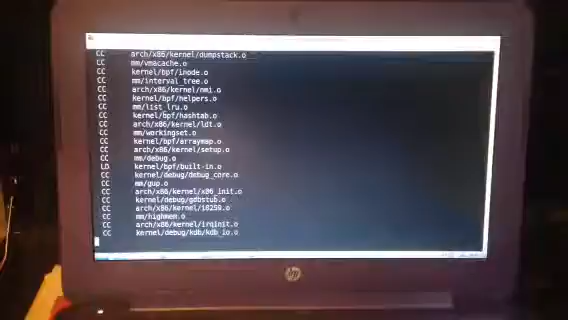 CC arch/x86/kernel/dumpstack.o
CC mm/vmacache.o
CC kernel/bpf/inode.o
CC mm/interval_tree.o
CC arch/x86/kernel/nmi.o
CC kernel/bpf/helpers.o
CC mm/list_lru.o
CC kernel/bpf/hashtab.o
CC arch/x86/kernel/ldt.o
CC mm/workingset.o
CC kernel/bpf/arraymap.o
CC arch/x86/kernel/setup.o
CC mm/debug.o
LD kernel/bpf/built-in.o
CC kernel/debug/debug_core.o
CC mm/gup.o
CC arch/x86/kernel/x86_init.o
CC kernel/debug/gdbstub.o
CC arch/x86/kernel/i8259.o
CC mm/highmem.o
CC arch/x86/kernel/irqinit.o
CC kernel/debug/kdb/kdb_io.o
hp